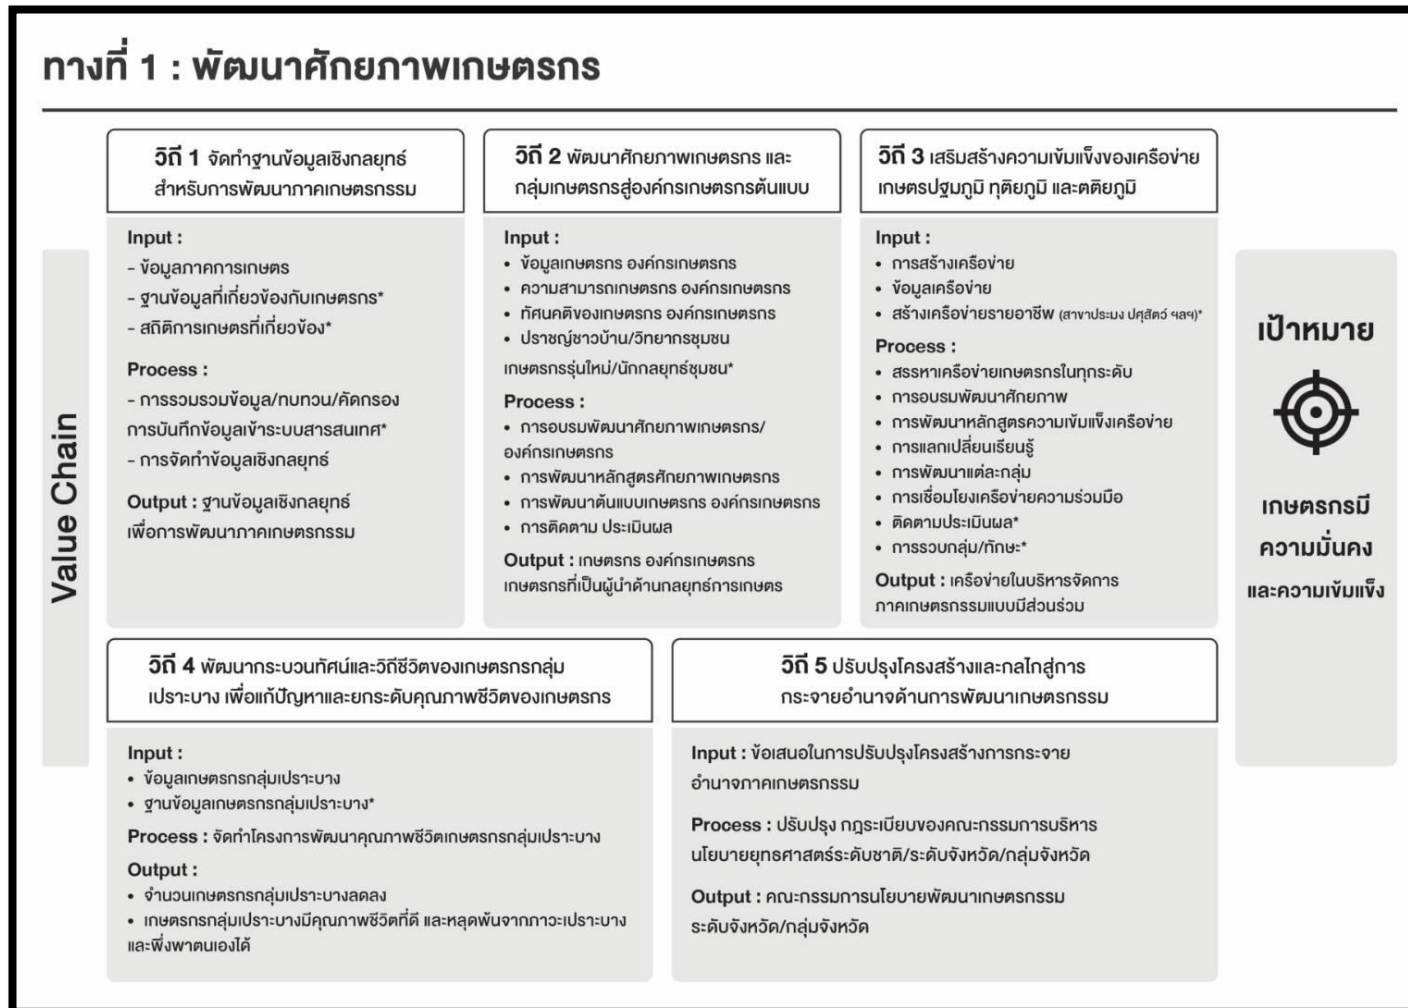 ทางที่ 1 : พัฒนาศักยภาพเกษตรกร
Value Chain
วิถี 1 จัดทำฐานข้อมูลเชิงกลยุทธ์
สำหรับการพัฒนาภาคเกษตรกรรม
Input :
- ข้อมูลภาคการเกษตร
- ฐานข้อมูลที่เกี่ยวข้องกับเกษตรกร*
- สถิติการเกษตรที่เกี่ยวข้อง*
Process :
- การรวมรวมข้อมูล/ทบทวน/คัดกรอง
การบันทึกข้อมูลเข้าระบบสารสนเทศ*
- การจัดทำข้อมูลเชิงกลยุทธ์
Output : ฐานข้อมูลเชิงกลยุทธ์
เพื่อการพัฒนาภาคเกษตรกรรม
วิถี 2 พัฒนาศักยภาพเกษตรกร และ
กลุ่มเกษตรกรสู่องค์กรเกษตรกรต้นแบบ
Input :
• ข้อมูลเกษตรกร องค์กรเกษตรกร
• ความสามารถเกษตรกร องค์กรเกษตรกร
• ทัศนคติของเกษตรกร องค์กรเกษตรกร
• ปราชญ์ชาวบ้าน/วิทยากรชุมชน
เกษตรกรรุ่นใหม่/นักกลยุทธ์ชุมชน*
Process :
• การอบรมพัฒนาศักยภาพเกษตรกร/
องค์กรเกษตรกร
• การพัฒนาหลักสูตรศักยภาพเกษตรกร
• การพัฒนาต้นแบบเกษตรกร องค์กรเกษตรกร
• การติดตาม ประเมินผล
Output : เกษตรกร องค์กรเกษตรกร
เกษตรกรที่เป็นผู้นำด้านกลยุทธ์การเกษตร
วิถี 3 เสริมสร้างความเข้มแข็งของเครือข่าย
เกษตรปฐมภูมิ ทุติยภูมิ และตติยภูมิ
Input :
• การสร้างเครือข่าย
• ข้อมูลเครือข่าย
• สร้างเครือข่ายรายอาชีพ (สาขาประมง ปศุสัตว์ ฯลฯ)*
Process :
• สรรหาเครือข่ายเกษตรกรในทุกระดับ
• การอบรมพัฒนาศักยภาพ
• การพัฒนาหลักสูตรความเข้มแข็งเครือข่าย
• การแลกเปลี่ยนเรียนรู้
• การพัฒนาแต่ละกลุ่ม
• การเชื่อมโยงเครือข่ายความร่วมมือ
• ติดตามประเมินผล*
• การรวบกลุ่ม/ทักษะ*
Output : เครือข่ายในบริหารจัดการ
ภาคเกษตรกรรมแบบมีส่วนร่วม
วิถี 4 พัฒนากระบวนทัศน์และวิถีชีวิตของเกษตรกรกลุ่ม
เปราะบาง เพื่อแก้ปัญหาและยกระดับคุณภาพชีวิตของเกษตรกร
Input :
• ข้อมูลเกษตรกรกลุ่มเปราะบาง
• ฐานข้อมูลเกษตรกรกลุ่มเปราะบาง*
Process : จัดทำโครงการพัฒนาคุณภาพชีวิตเกษตรกรกลุ่มเปราะบาง
Output :
• จำนวนเกษตรกรกลุ่มเปราะบางลดลง
• เกษตรกรกลุ่มเปราะบางมีคุณภาพชีวิตที่ดี และหลุดพ้นจากภาวะเปราะบาง
และพึ่งพาตนเองได้
วิถี 5 ปรับปรุงโครงสร้างและกลไกสู่การ
กระจายอำนาจด้านการพัฒนาเกษตรกรรม
Input : ข้อเสนอในการปรับปรุงโครงสร้างการกระจาย
อำนาจภาคเกษตรกรรม
Process : ปรับปรุง กฎระเบียบของคณะกรรมการบริหาร
นโยบายยุทธศาสตร์ระดับชาติ/ระดับจังหวัด/กลุ่มจังหวัด
Output : คณะกรรมการนโยบายพัฒนาเกษตรกรรม
ระดับจังหวัด/กลุ่มจังหวัด
เป้าหมาย
เกษตรกรมี
ความมั่นคง
และความเข้มแข็ง